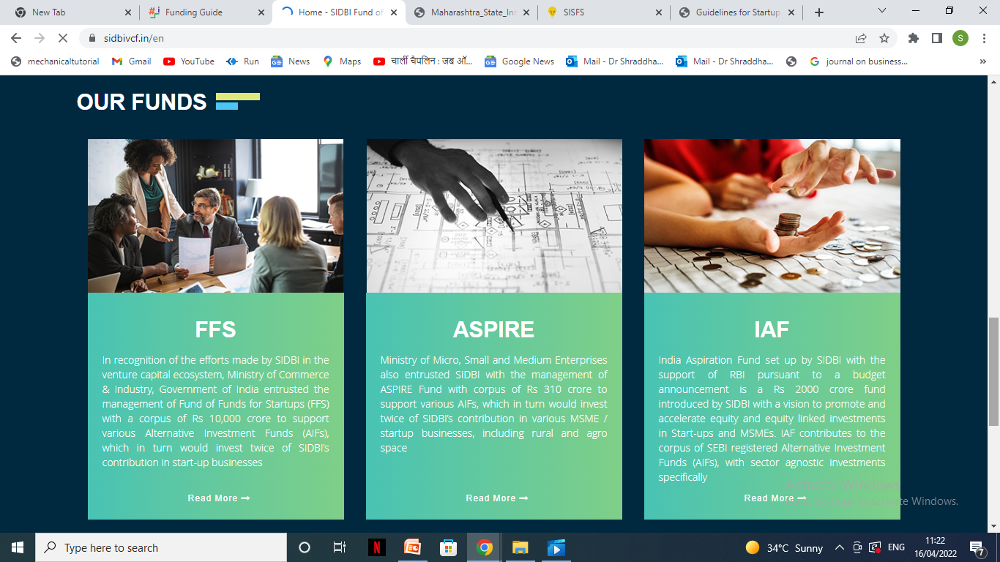 New Tab
Funding Guide
Home - SIDBI Fund of
Maharashtra_State_Inn
SISFS
Guidelines for Startup
sidbivcf.in/en
S
mechanicaltutorial
Gmail
YouTube
Run
News
Maps
चार्ली चैपलिन : जब ऑ...
Google News
Mail - Dr Shraddha...
Mail - Dr Shraddha...
journal on business...
OUR FUNDS
FFS
In recognition of the efforts made by SIDBI in the
venture capital ecosystem, Ministry of Commerce
& Industry, Government of India entrusted the
management of Fund of Funds for Startups (FFS)
with a corpus of Rs 10,000 crore to support
various Alternative Investment Funds (AIFs),
which in turn would invest twice of SIDBI's
contribution in start-up businesses
Read More
ASPIRE
Ministry of Micro, Small and Medium Enterprises
also entrusted SIDBI with the management of
ASPIRE Fund with corpus of Rs 310 crore to
support various AIFs, which in turn would invest
twice of SIDBI's contribution in various MSME /
startup businesses, including rural and agro
space
Read More
IAF
India Aspiration Fund set up by SIDBI with the
support of RBI pursuant to a budget
announcement is a Rs 2000 crore fund
introduced by SIDBI with a vision to promote and
accelerate equity and equity linked investments
in Start-ups and MSMEs. IAF contributes to the
corpus of SEBI registered Alternative Investment
Funds (AIFs), with sector agnostic investments
specifically
Read More
Activate Windows
Go to Settings to activate Windows.
Type here to search
34°C Sunny
ENG
11:22
16/04/2022
7